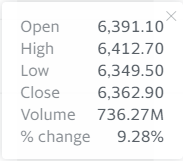 Open 6,391.10
High 6,412.70
Low 6,349.50
Close 6,362.90
Volume 736.27M
% change 9.28%